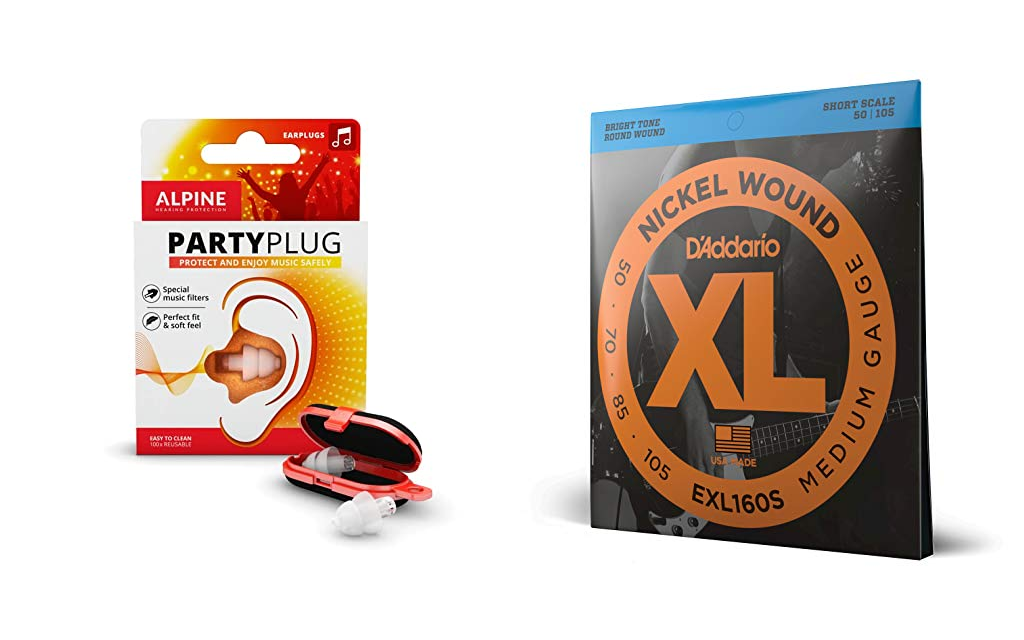 EARPLUGS
ALPINE
HEARING PROTECTION
PARTYPLUG
PROTECT AND ENJOY MUSIC SAFELY
Special
music filters
Perfect fit
& soft feel
EASY TO CLEAN
100x REUSABLE
BRIGHT TONE
ROUND WOUND
SHORT SCALE
50 | 105
NICKEL WOUND
D'Addario
XL
50 · 70 · 85 · 105
MEDIUM GAUGE
USA MADE
EXL160S